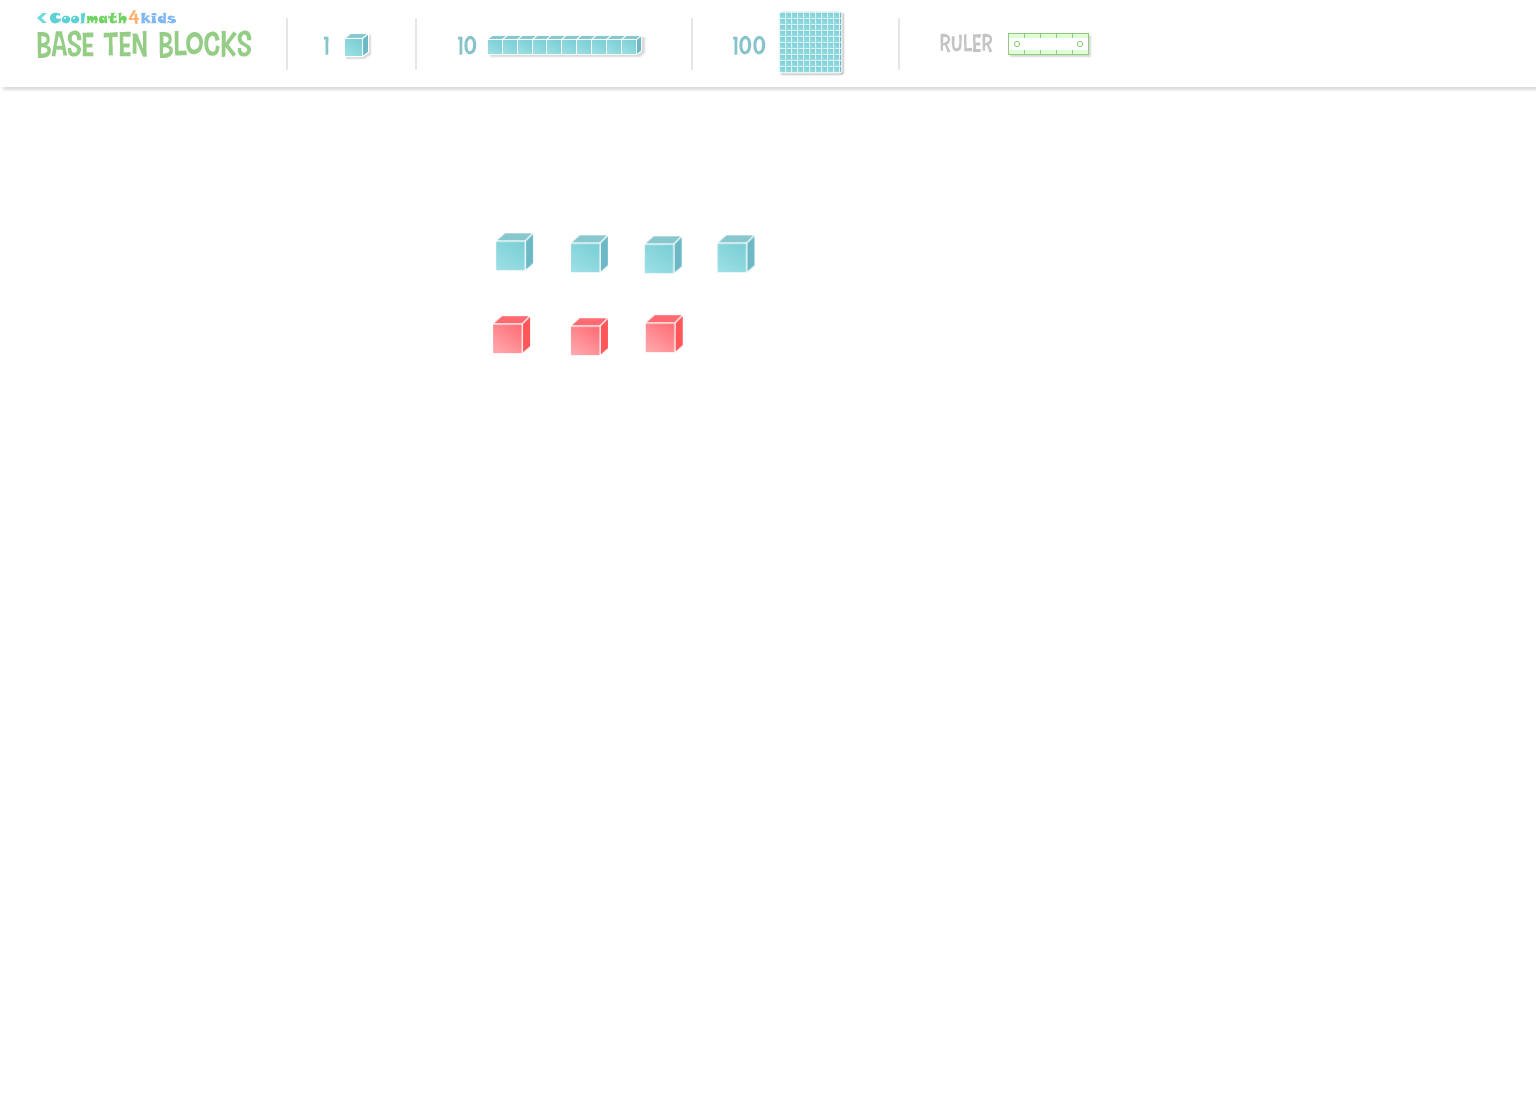 <Coolmath4kids
BASE TEN BLOCKS
1
10
100
RULER